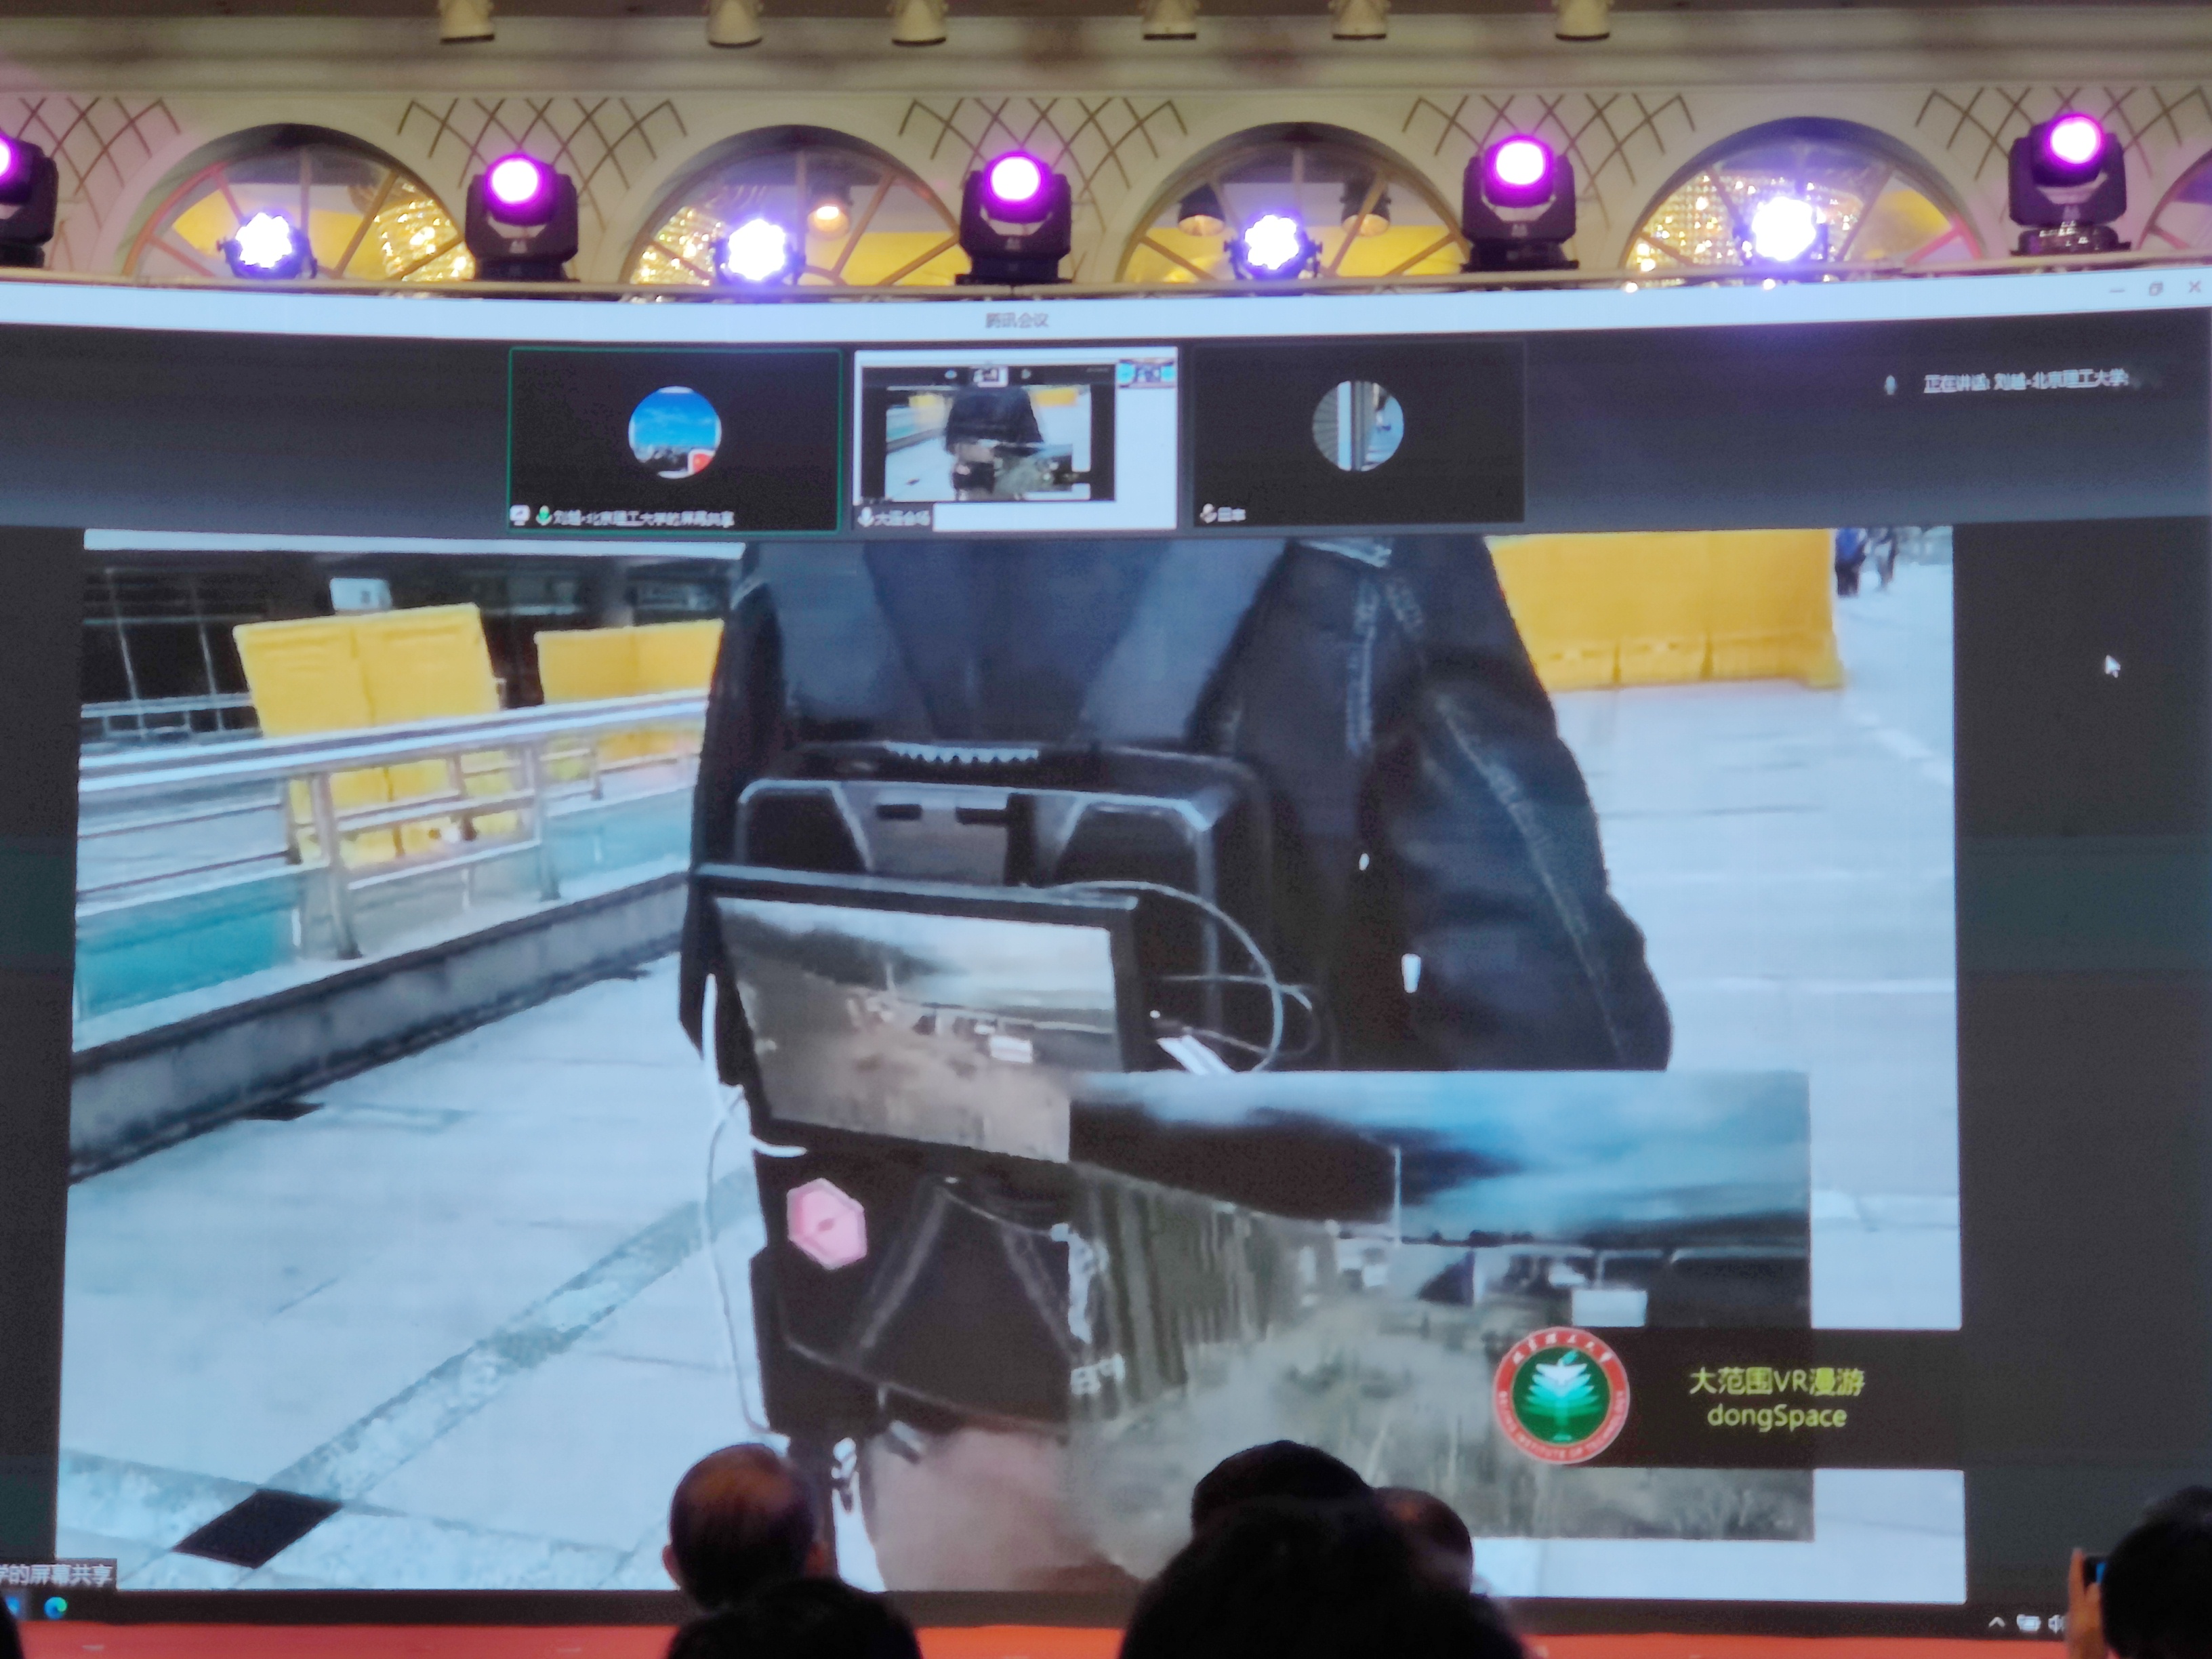 腾讯会议
正在讲话: 刘越-北京理工大学;
刘越-北京理工大学的屏幕共享
大连会场
大范围VR漫游
dongSpace
学的屏幕共享